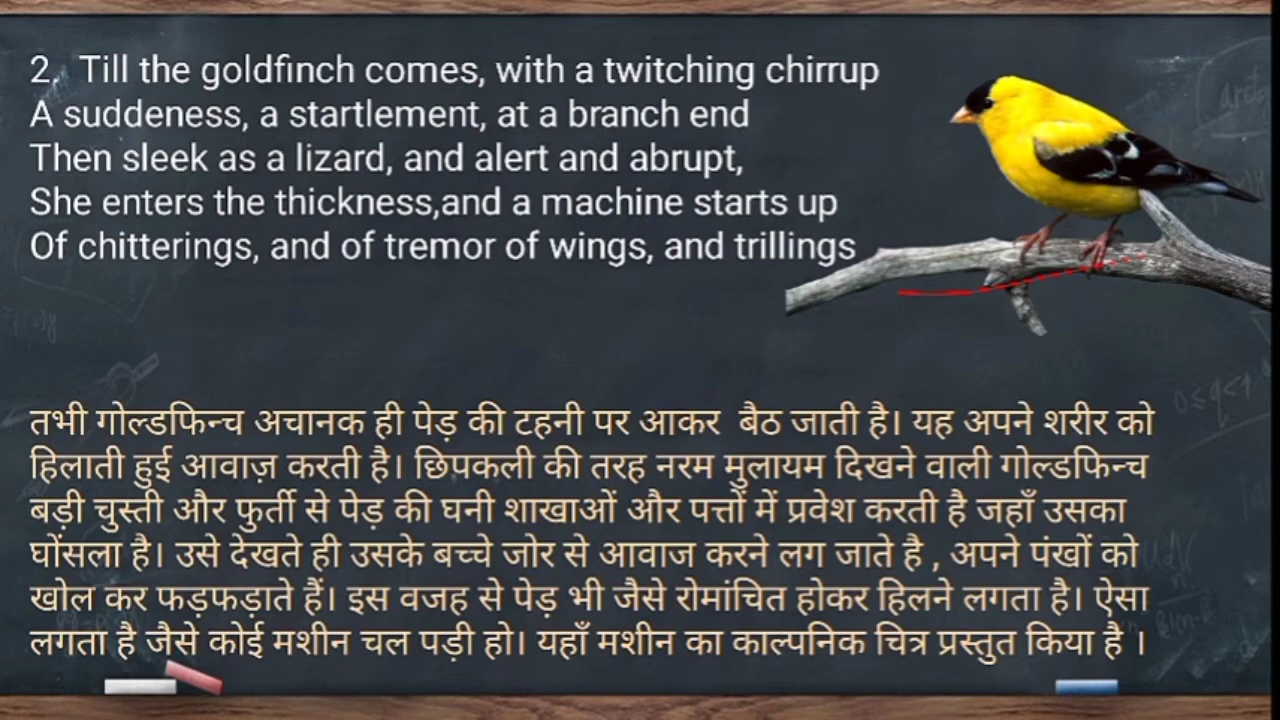 2.  Till the goldfinch comes, with a twitching chirrup
A suddeness, a startlement, at a branch end
Then sleek as a lizard, and alert and abrupt,
She enters the thickness,and a machine starts up
Of chitterings, and of tremor of wings, and trillings
तभी गोल्डफिन्च अचानक ही पेड़ की टहनी पर आकर  बैठ जाती है। यह अपने शरीर को
हिलाती हुई आवाज़ करती है। छिपकली की तरह नरम मुलायम दिखने वाली गोल्डफिन्च
बड़ी चुस्ती और फुर्ती से पेड़ की घनी शाखाओं और पत्तों में प्रवेश करती है जहाँ उसका
घोंसला है। उसे देखते ही उसके बच्चे जोर से आवाज करने लग जाते है , अपने पंखों को
खोल कर फड़फड़ाते हैं। इस वजह से पेड़ भी जैसे रोमांचित होकर हिलने लगता है। ऐसा
लगता है जैसे कोई मशीन चल पड़ी हो। यहाँ मशीन का काल्पनिक चित्र प्रस्तुत किया है ।